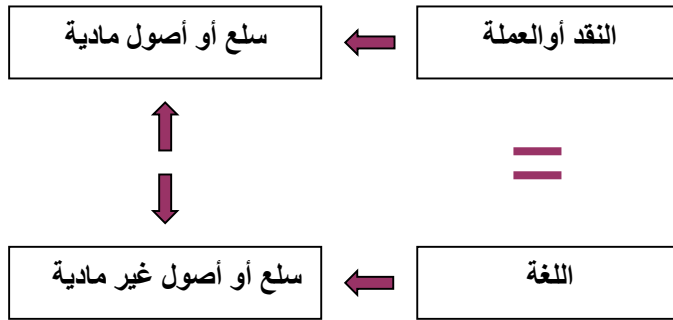 النقد أوالعملة
سلع أو أصول مادية
=
اللغة
سلع أو أصول غير مادية